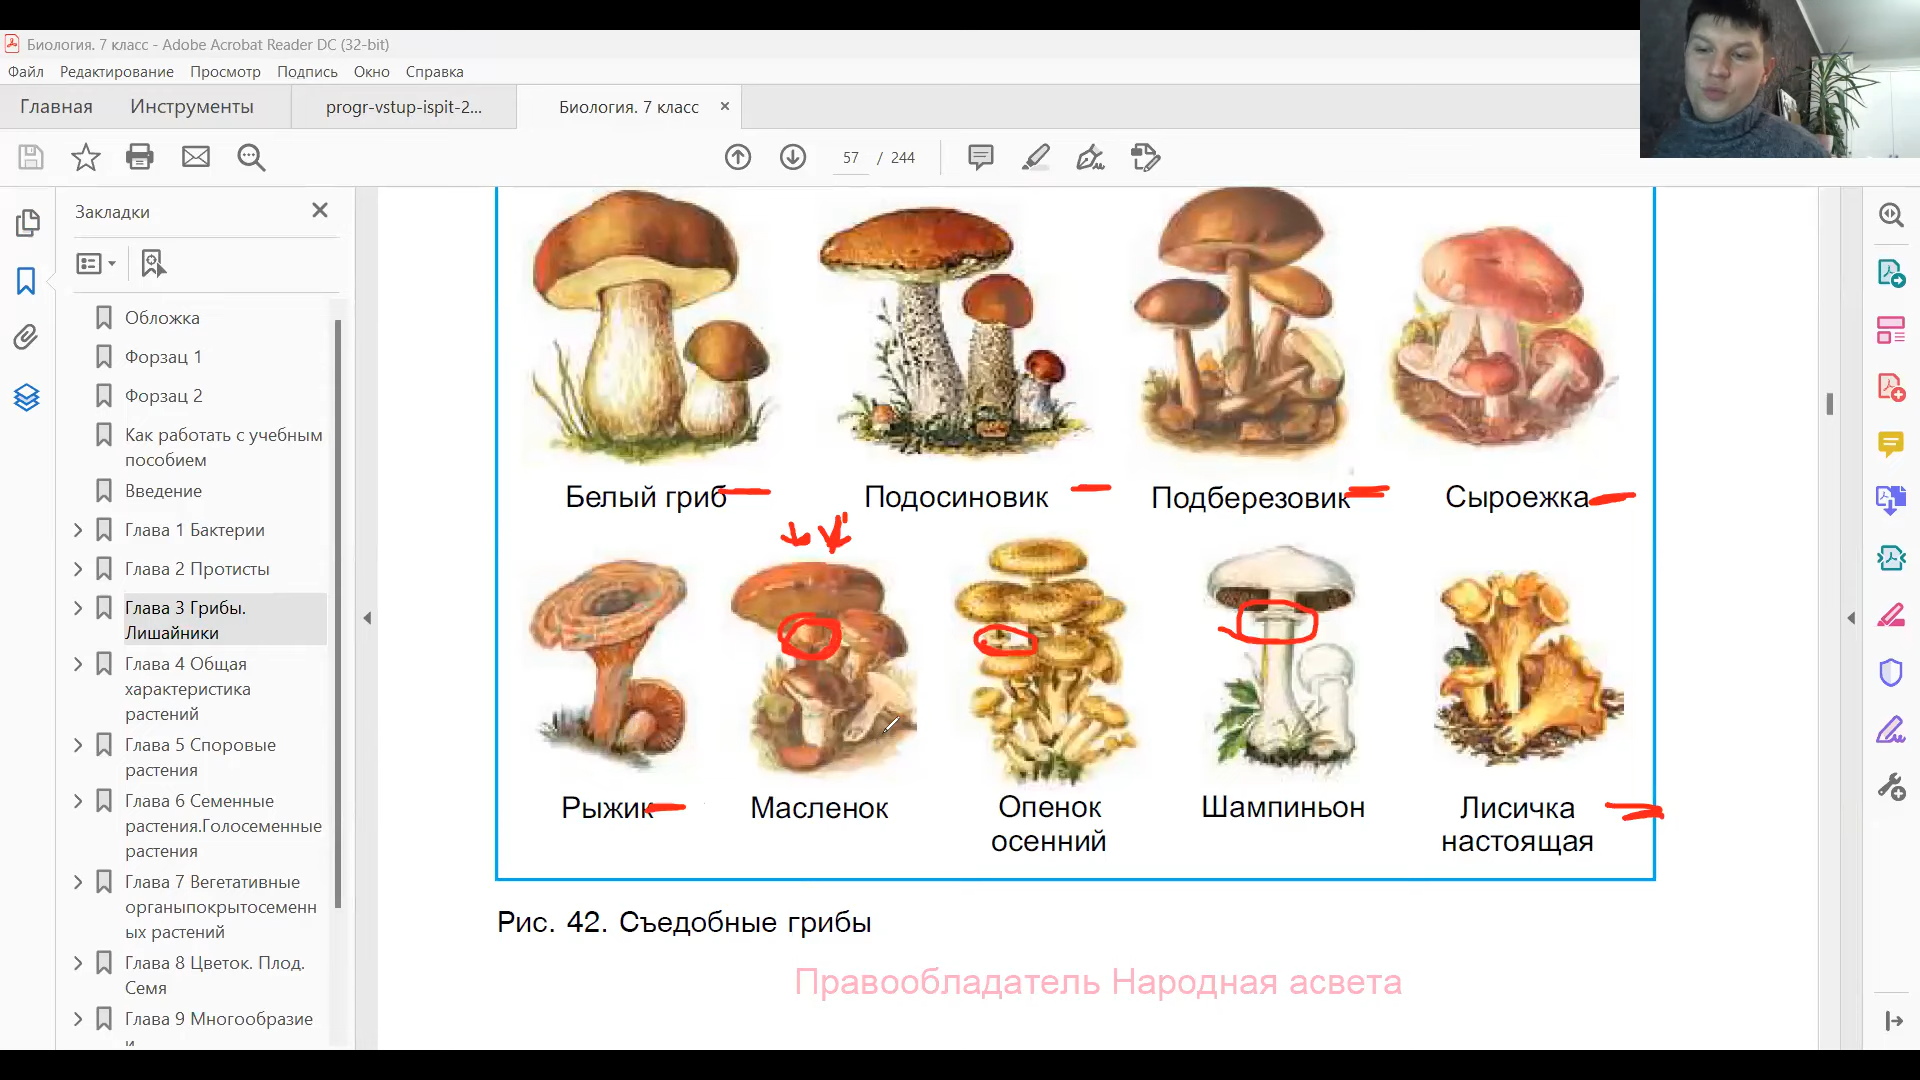 Биология. 7 класс - Adobe Acrobat Reader DC (32-bit)
Файл Редактирование Просмотр Подпись Окно Справка
Главная Инструменты progr-vstup-ispit-2... Биология. 7 класс
57 / 244
Закладки
Обложка
Форзац 1
Форзац 2
Как работать с учебным
пособием
Введение
Глава 1 Бактерии
Глава 2 Протисты
Глава 3 Грибы.
Лишайники
Глава 4 Общая
характеристика
растений
Глава 5 Споровые
растения
Глава 6 Семенные
растения.Голосеменные
растения
Глава 7 Вегетативные
органыпокрытосеменн
ых растений
Глава 8 Цветок. Плод.
Семя
Глава 9 Многообразие
и
Белый гриб Подосиновик Подберезовик Сыроежка
Рыжик Масленок Опенок Шампиньон Лисичка
осенний настоящая
Рис. 42. Съедобные грибы
Правообладатель Народная асвета